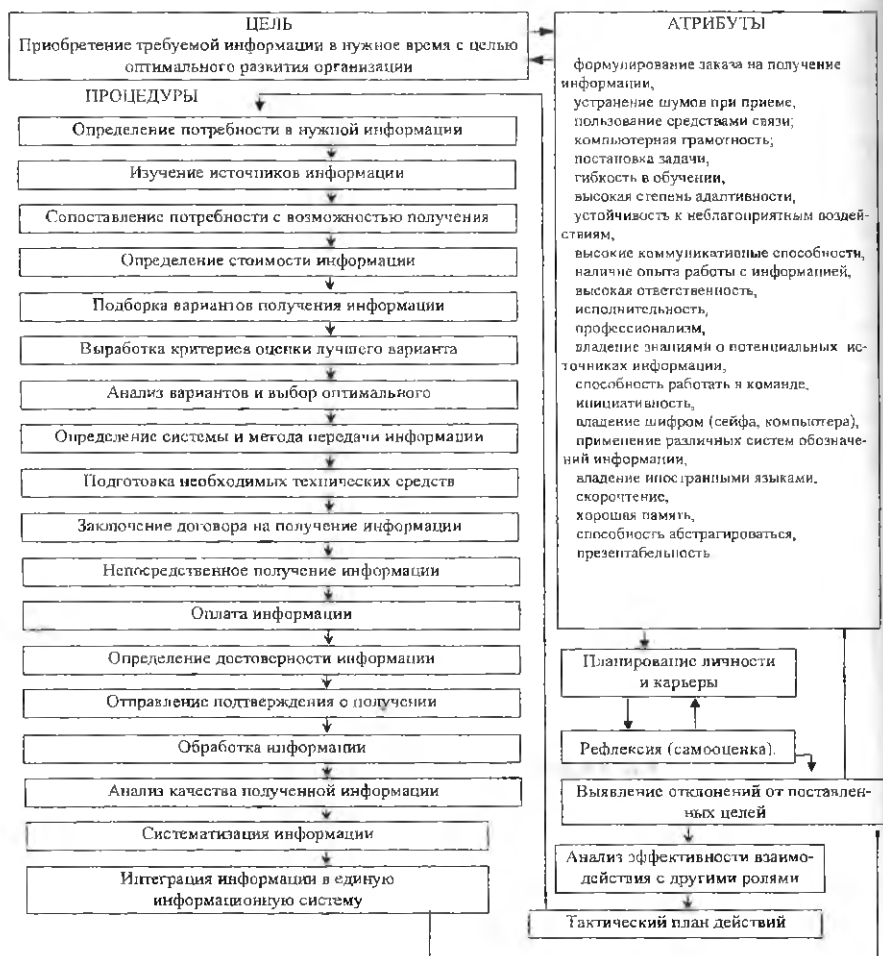 ЦЕЛЬ
Приобретение требуемой информации в нужное время с целью
оптимального развития организации
ПРОЦЕДУРЫ
Определение потребности в нужной информации
Изучение источников информации
Сопоставление потребности с возможностью получения
Определение стоимости информации
Подборка вариантов получения информации
Выработка критериев оценки лучшего варианта
Анализ вариантов и выбор оптимального
Определение системы и метода передачи информации
Подготовка необходимых технических средств
Заключение договора на получение информации
Непосредственное получение информации
Оплата информации
Определение достоверности информации
Отправление подтверждения о получении
Обработка информации
Анализ качества полученной информации
Систематизация информации
Интеграция информации в единую
информационную систему
АТРИБУТЫ
формулирование заказа на получение
информации,
устранение шумов при приеме,
пользование средствами связи;
компьютерная грамотность;
постановка задачи,
гибкость в обучении,
высокая степень адаптивности,
устойчивость к неблагоприятным воздей-
ствиям,
высокие коммуникативные способности,
наличие опыта работы с информацией,
высокая ответственность,
исполнительность,
профессионализм,
владение знаниями о потенциальных ис-
точниках информации,
способность работать в команде,
инициативность,
владение шифром (сейфа, компьютера),
применение различных систем обозначе-
ний информации,
владение иностранными языками,
скорочтение,
хорошая память,
способность абстрагироваться,
презентабельность
Планирование личности
и карьеры
Рефлексия (самооценка).
Выявление отклонений от поставлен-
ных целей
Анализ эффективности взаимо-
действия с другими ролями
Тактический план действий